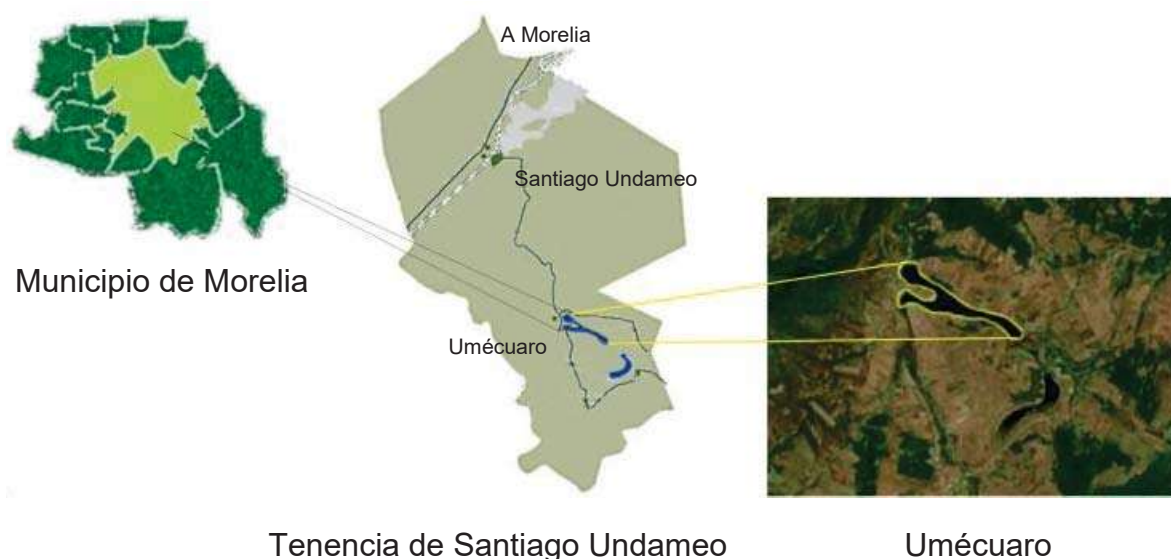 A Morelia
Santiago Undameo
Municipio de Morelia
Umécuaro
Tenencia de Santiago Undameo
Umécuaro